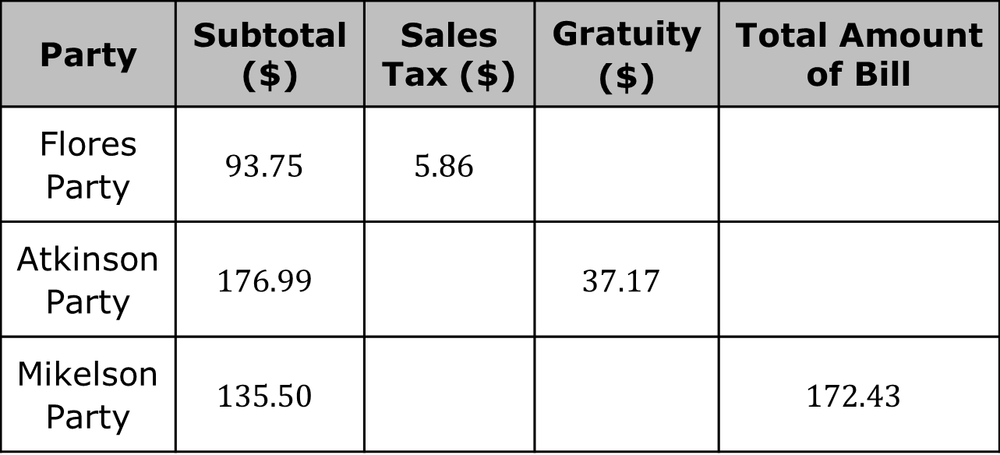 Party Subtotal ($) Sales Tax ($) Gratuity ($) Total Amount of Bill
Flores Party 93.75 5.86
Atkinson Party 176.99 37.17
Mikelson Party 135.50 172.43